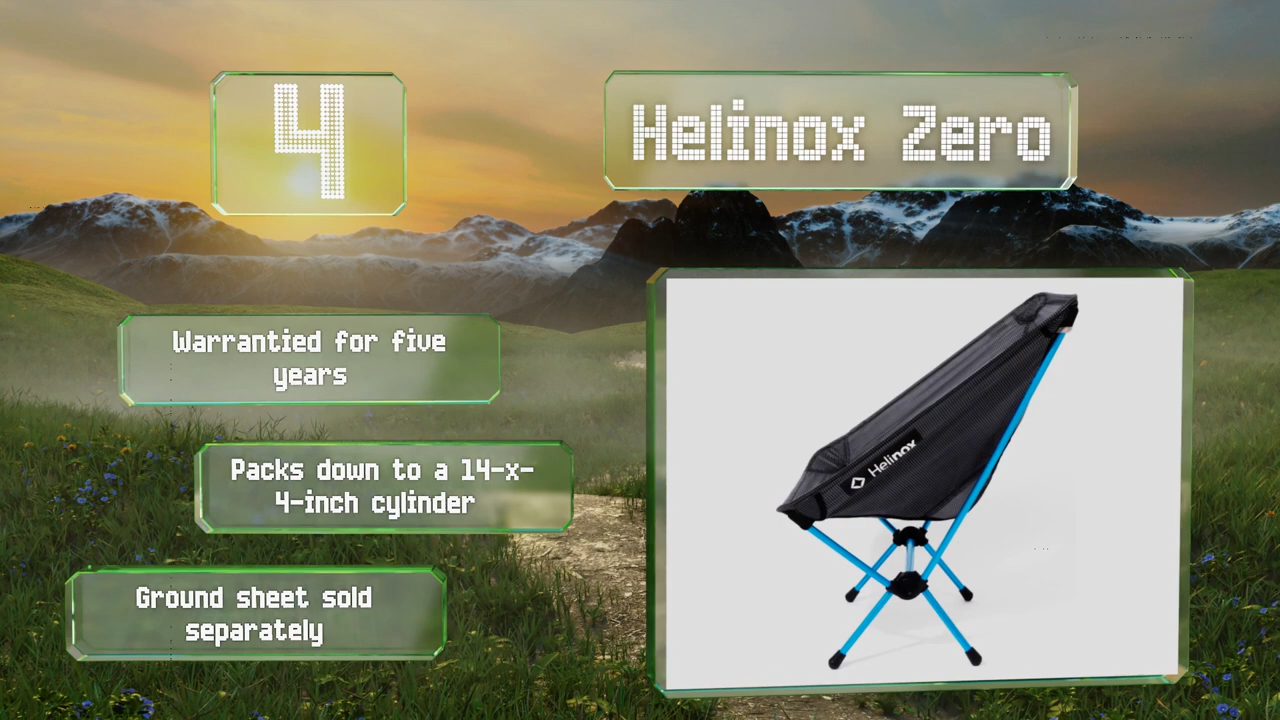 4
Helinox Zero
Warrantied for five
years
Packs down to a 14-x-
4-inch cylinder
Ground sheet sold
separately
Helinox